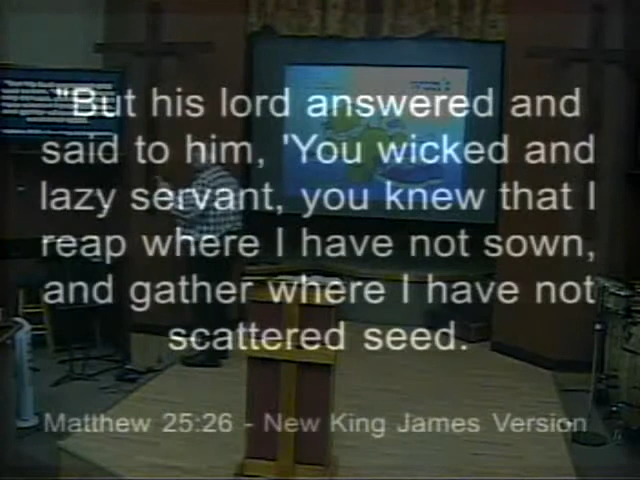 "But his lord answered and
said to him, 'You wicked and
lazy servant, you knew that I
reap where I have not sown,
and gather where I have not
scattered seed.
Matthew 25:26 - New King James Version